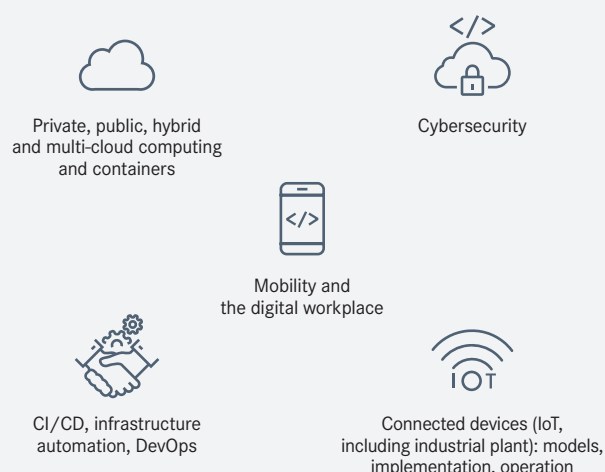 </>
Private, public, hybrid
and multi-cloud computing
and containers
Cybersecurity
</>
Mobility and
the digital workplace
CI/CD, infrastructure
automation, DevOps
IOT
Connected devices (IoT,
including industrial plant): models,
implementation, operation